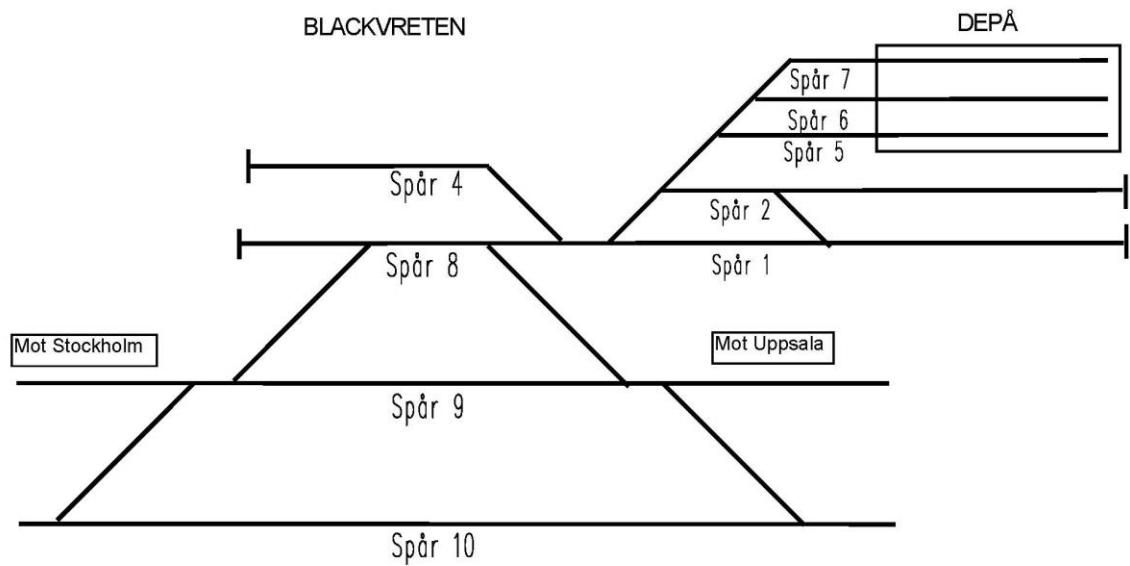 BLACKVRETEN
DEPÅ
Spår 7
Spår 6
Spår 5
Spår 4
Spår 2
Spår 8
Spår 1
Mot Stockholm
Mot Uppsala
Spår 9
Spår 10